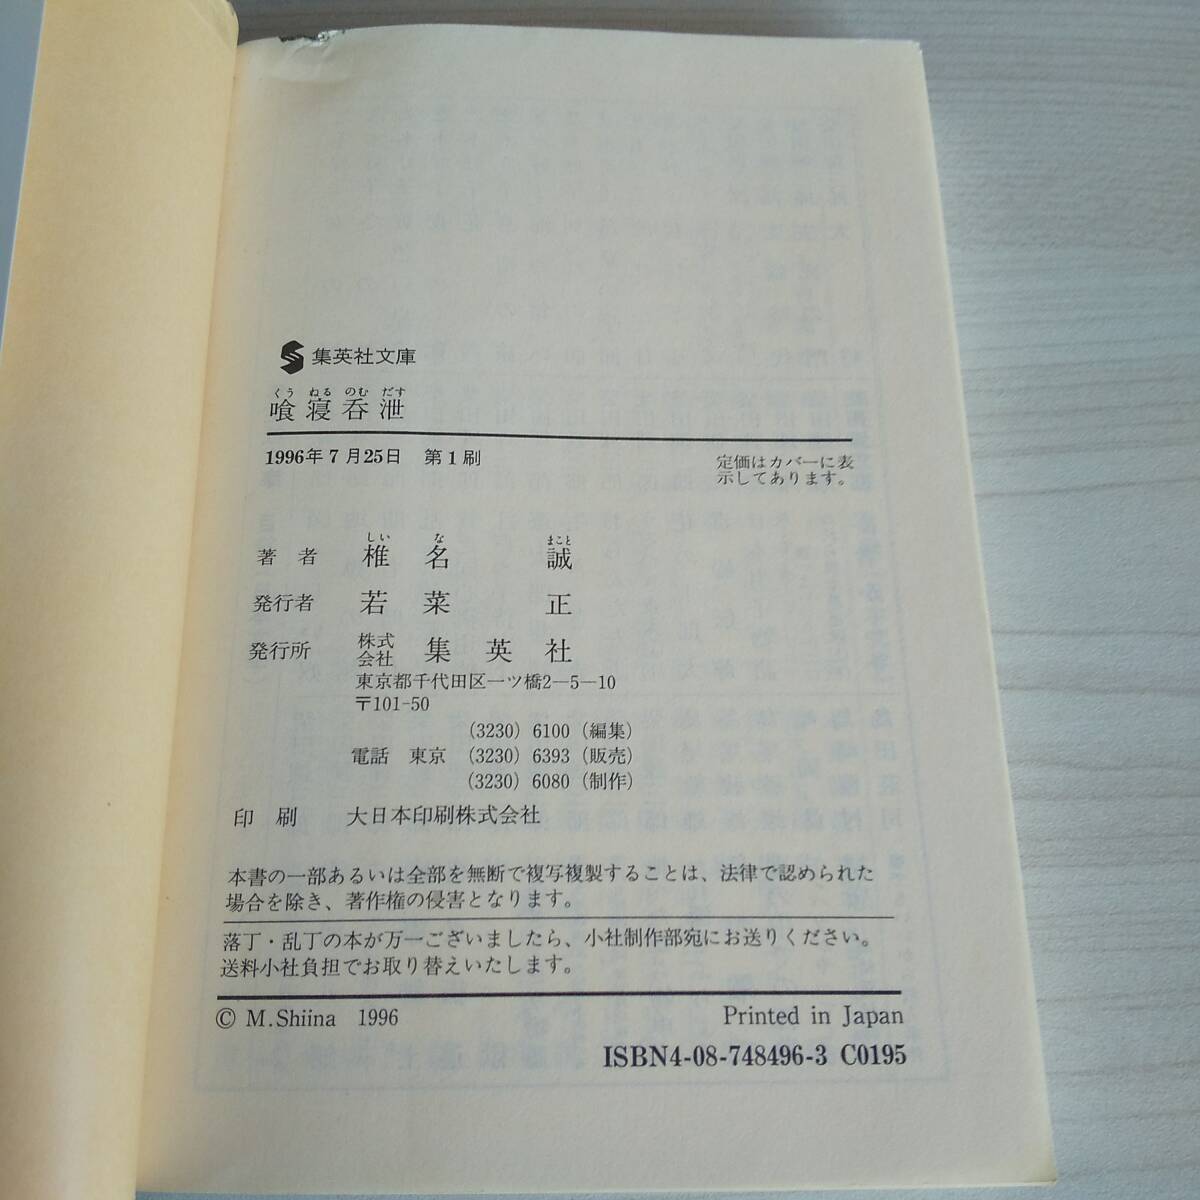 集英社文庫
くう ねる のむ だす
喰寝呑泄
1996年7月25日 第1刷
定価はカバーに表
示してあります。
しい な まこと
著者 椎名 誠
発行者 若菜 正
発行所 株式会社 集英社
東京都千代田区一ツ橋2―5―10
〒101-50
(3230) 6100 (編集)
電話 東京 (3230) 6393 (販売)
(3230) 6080 (制作)
印刷 大日本印刷株式会社
本書の一部あるいは全部を無断で複写複製することは、法律で認められた
場合を除き、著作権の侵害となります。
落丁・乱丁の本が万一ございましたら、小社制作部宛にお送りください。
送料小社負担でお取り替えいたします。
© M.Shiina 1996
Printed in Japan
ISBN4-08-748496-3 C0195